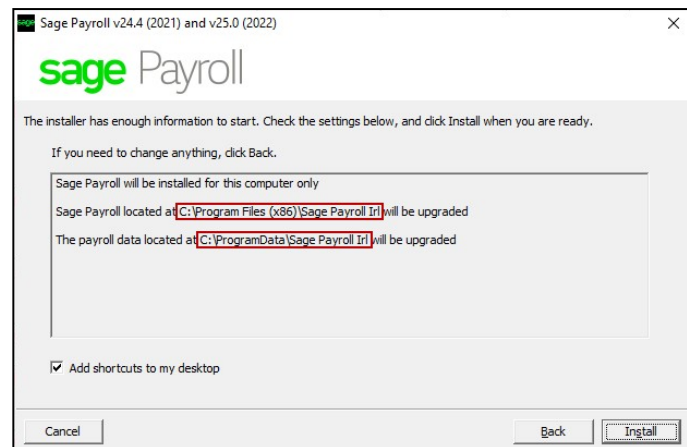 sage Sage Payroll v24.4 (2021) and v25.0 (2022)
sage Payroll
The installer has enough information to start. Check the settings below, and click Install when you are ready.
If you need to change anything, click Back.
Sage Payroll will be installed for this computer only
Sage Payroll located at C:\Program Files (x86)\Sage Payroll Irl will be upgraded
The payroll data located at C:\ProgramData\Sage Payroll Irl will be upgraded
Add shortcuts to my desktop
Cancel Back Install